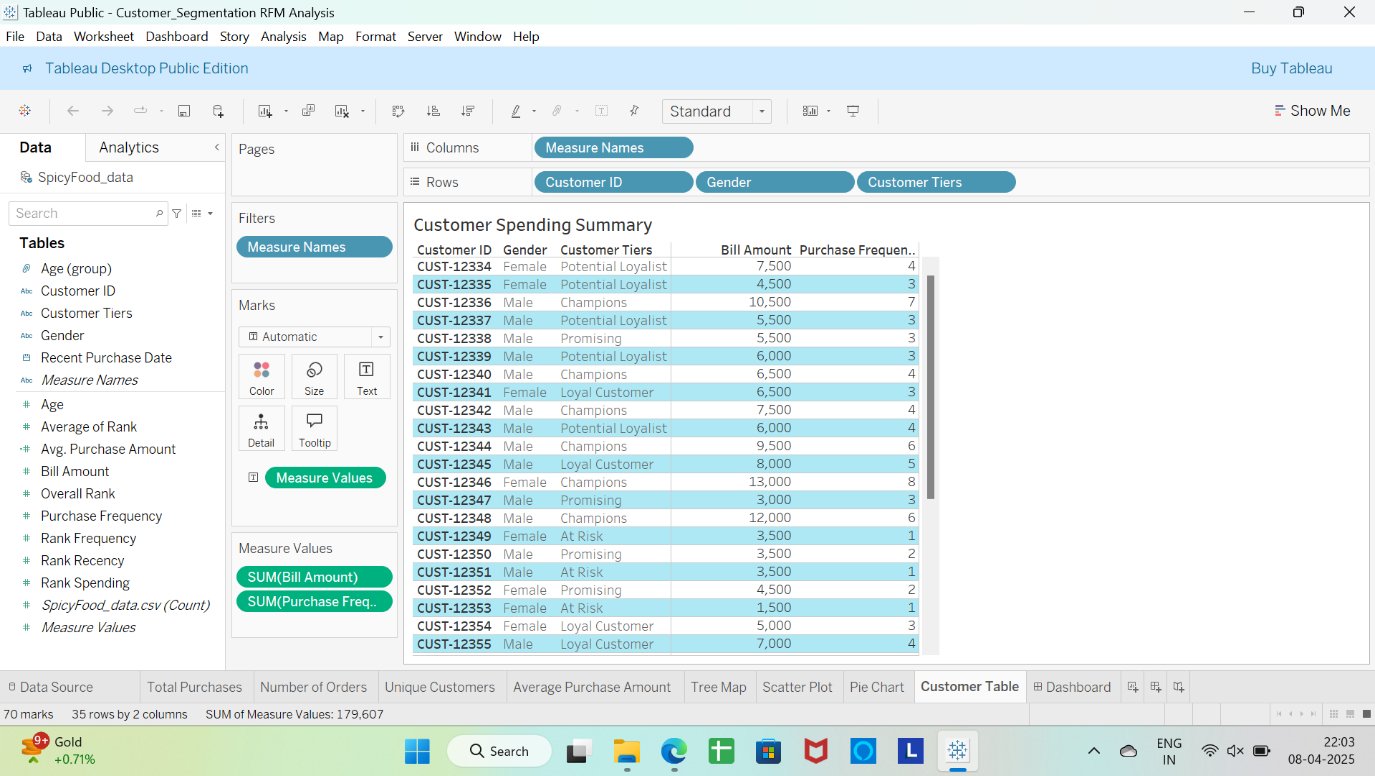 Tableau Public - Customer_Segmentation RFM Analysis
File Data Worksheet Dashboard Story Analysis Map Format Server Window Help
Tableau Desktop Public Edition Buy Tableau
Standard Show Me
Data Analytics
SpicyFood_data
Search
Tables
Age (group)
Abc Customer ID
Abc Customer Tiers
Abc Gender
Recent Purchase Date
Abc Measure Names
# Age
# Average of Rank
# Avg. Purchase Amount
# Bill Amount
# Overall Rank
# Purchase Frequency
# Rank Frequency
# Rank Recency
# Rank Spending
# SpicyFood_data.csv (Count)
# Measure Values
Pages
Filters
Measure Names
Marks
Automatic
Color Size Text
Detail Tooltip
Measure Values
Measure Values
SUM(Bill Amount)
SUM(Purchase Freq..
Columns Measure Names
Rows Customer ID Gender Customer Tiers
Customer Spending Summary
Customer ID Gender Customer Tiers Bill Amount Purchase Frequen..
CUST-12334 Female Potential Loyalist 7,500 4
CUST-12335 Female Potential Loyalist 4,500 3
CUST-12336 Male Champions 10,500 7
CUST-12337 Male Potential Loyalist 5,500 3
CUST-12338 Male Promising 5,500 3
CUST-12339 Male Potential Loyalist 6,000 3
CUST-12340 Male Champions 6,500 4
CUST-12341 Female Loyal Customer 6,500 3
CUST-12342 Male Champions 7,500 4
CUST-12343 Male Potential Loyalist 6,000 4
CUST-12344 Male Champions 9,500 6
CUST-12345 Male Loyal Customer 8,000 5
CUST-12346 Female Champions 13,000 8
CUST-12347 Male Promising 3,000 3
CUST-12348 Male Champions 12,000 6
CUST-12349 Female At Risk 3,500 1
CUST-12350 Male Promising 3,500 2
CUST-12351 Male At Risk 3,500 1
CUST-12352 Female Promising 4,500 2
CUST-12353 Female At Risk 1,500 1
CUST-12354 Female Loyal Customer 5,000 3
CUST-12355 Male Loyal Customer 7,000 4
Data Source Total Purchases Number of Orders Unique Customers Average Purchase Amount Tree Map Scatter Plot Pie Chart Customer Table Dashboard
70 marks 35 rows by 2 columns SUM of Measure Values: 179,607
9+ Gold
+0.71%
Search
L
ENG
IN
22:03
08-04-2025